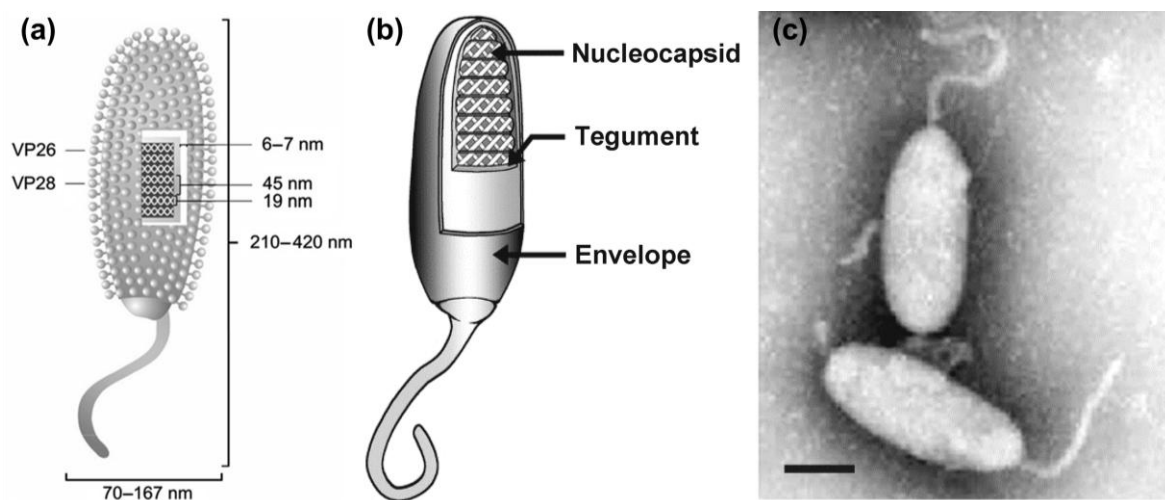 (a)
VP26
VP28
6–7 nm
45 nm
19 nm
210–420 nm
70–167 nm
(b)
Nucleocapsid
Tegument
Envelope
(c)